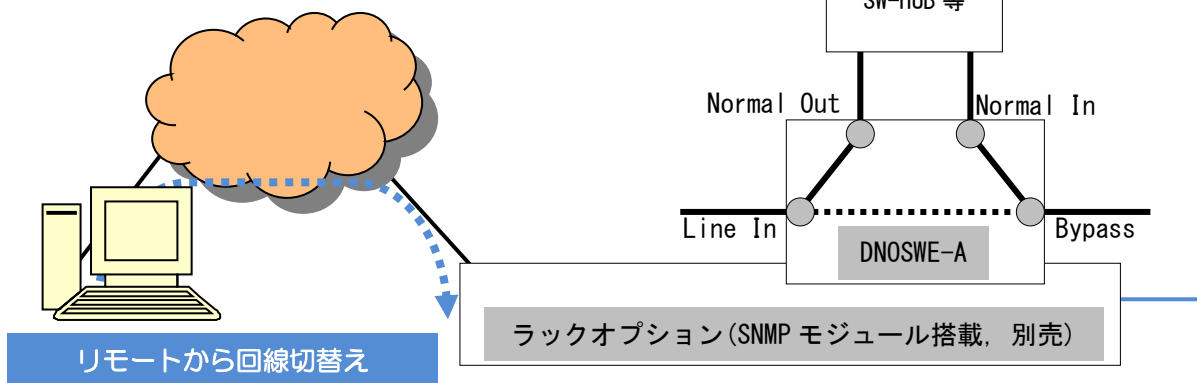 SW-HUB 等
Normal Out
Normal In
Line In
Bypass
DNOSWE-A
ラックオプション(SNMP モジュール搭載, 別売)
リモートから回線切替え